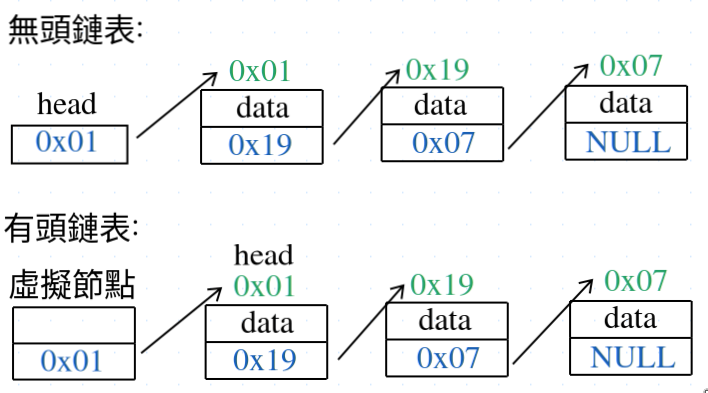 無頭鏈表:
0x01 0x19 0x07
head data data data
0x01 0x19 0x07 NULL
有頭鏈表:
head
虛擬節點 0x01 0x19 0x07
data data data
0x01 0x19 0x07 NULL